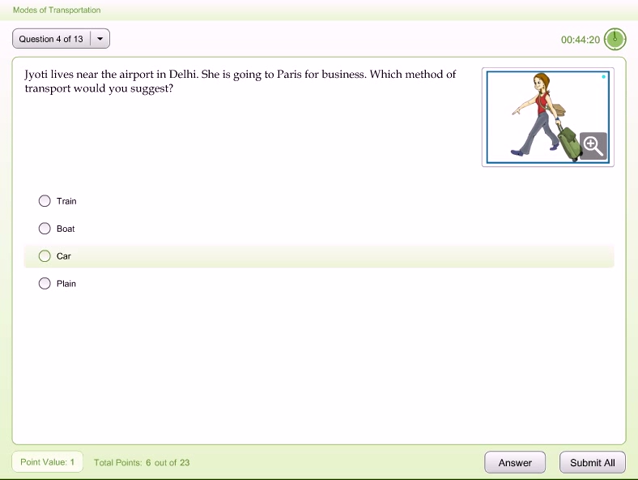 Modes of Transportation
Question 4 of 13
00:44:20
Jyoti lives near the airport in Delhi. She is going to Paris for business. Which method of
transport would you suggest?
Train
Boat
Car
Plain
Point Value: 1
Total Points: 6 out of 23
Answer
Submit All